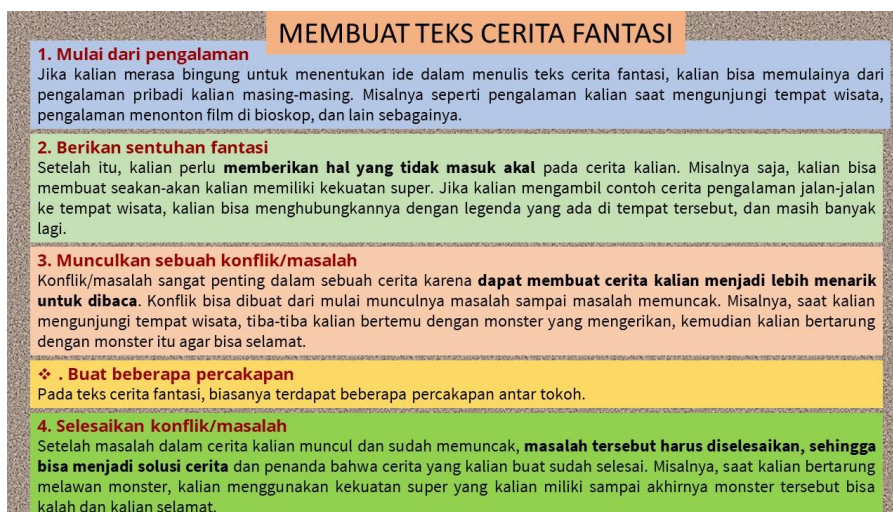 MEMBUAT TEKS CERITA FANTASI
1. Mulai dari pengalaman
Jika kalian merasa bingung untuk menentukan ide dalam menulis teks cerita fantasi, kalian bisa memulainya dari
pengalaman pribadi kalian masing-masing. Misalnya seperti pengalaman kalian saat mengunjungi tempat wisata,
pengalaman menonton film di bioskop, dan lain sebagainya.
2. Berikan sentuhan fantasi
Setelah itu, kalian perlu memberikan hal yang tidak masuk akal pada cerita kalian. Misalnya saja, kalian bisa
membuat seakan-akan kalian memiliki kekuatan super. Jika kalian mengambil contoh cerita pengalaman jalan-jalan
ke tempat wisata, kalian bisa menghubungkannya dengan legenda yang ada di tempat tersebut, dan masih banyak
lagi.
3. Munculkan sebuah konflik/masalah
Konflik/masalah sangat penting dalam sebuah cerita karena dapat membuat cerita kalian menjadi lebih menarik
untuk dibaca. Konflik bisa dibuat dari mulai munculnya masalah sampai masalah memuncak. Misalnya, saat kalian
mengunjungi tempat wisata, tiba-tiba kalian bertemu dengan monster yang mengerikan, kemudian kalian bertarung
dengan monster itu agar bisa selamat.
❖ . Buat beberapa percakapan
Pada teks cerita fantasi, biasanya terdapat beberapa percakapan antar tokoh.
4. Selesaikan konflik/masalah
Setelah masalah dalam cerita kalian muncul dan sudah memuncak, masalah tersebut harus diselesaikan, sehingga
bisa menjadi solusi cerita dan penanda bahwa cerita yang kalian buat sudah selesai. Misalnya, saat kalian bertarung
melawan monster, kalian menggunakan kekuatan super yang kalian miliki sampai akhirnya monster tersebut bisa
kalah dan kalian selamat.